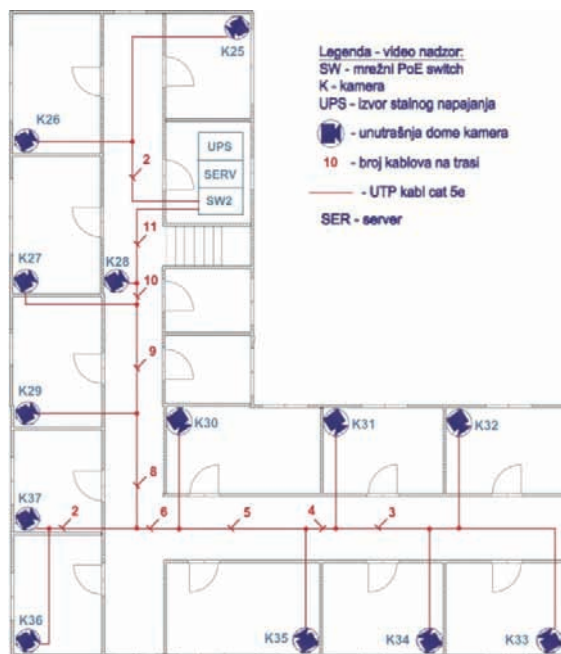 K25
Legenda - video nadzor:
SW - mrežni PoE switch
K - kamera
UPS - Izvor stalnog napajanja
- unutrašnja dome kamera
10 - broj kablova na trasi
- UTP kabl cat 5e
SER - server
K26
UPS
SERV
SW2
2
11
K27
K28
10
9
K29
K30
K31
K32
8
K37
2
6
5
4
3
K36
K35
K34
K33